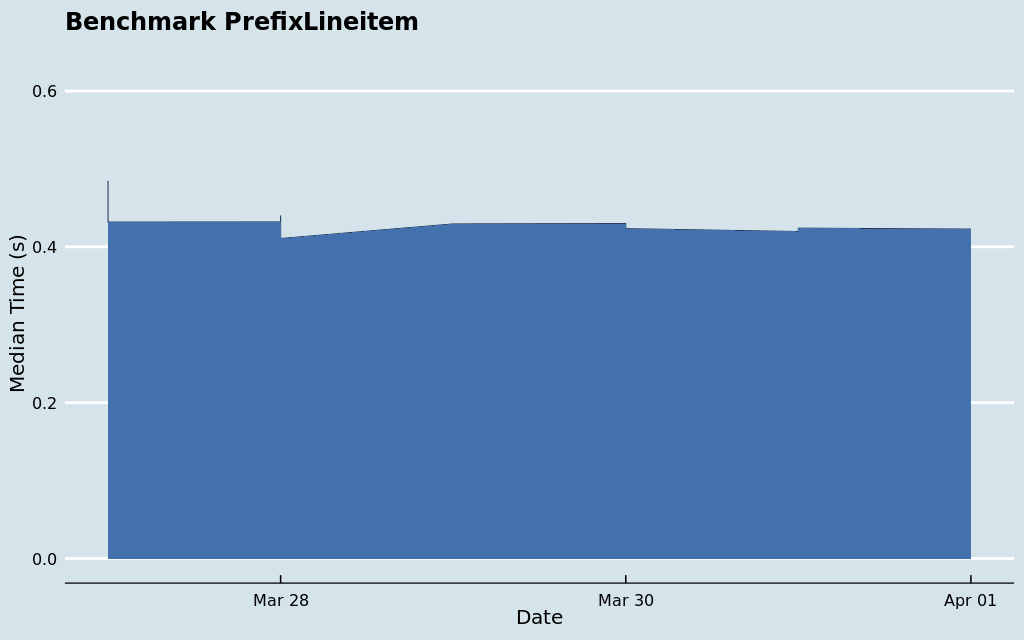 Benchmark PrefixLineitem
0.6
0.4
0.2
0.0
Median Time (s)
Mar 28
Mar 30
Apr 01
Date